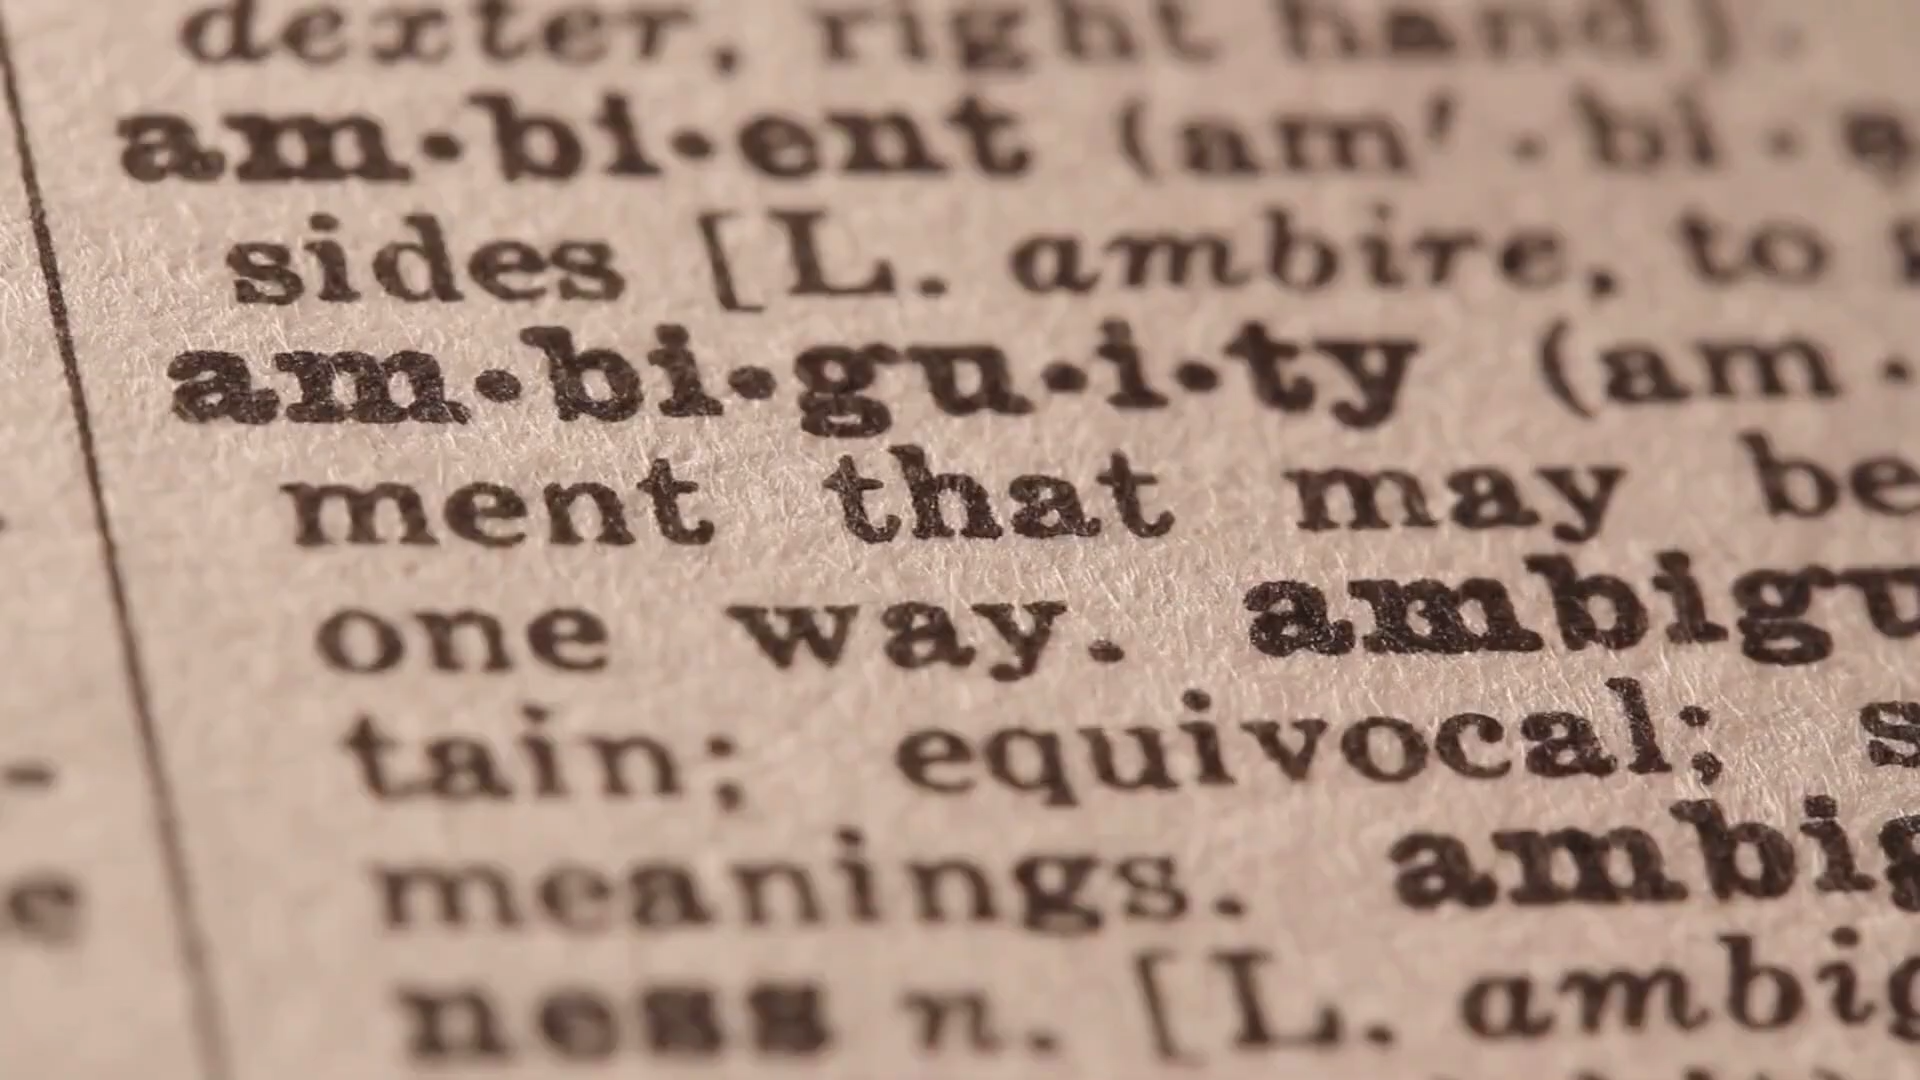 dexter, right hand].
am·bi·ent (am′·bi·
sides [L. ambire, to
am·bi·gu·i·ty (am·
ment that may be
one way. ambigu
tain; equivocal; s
meanings. ambig
ness n. [L. ambig